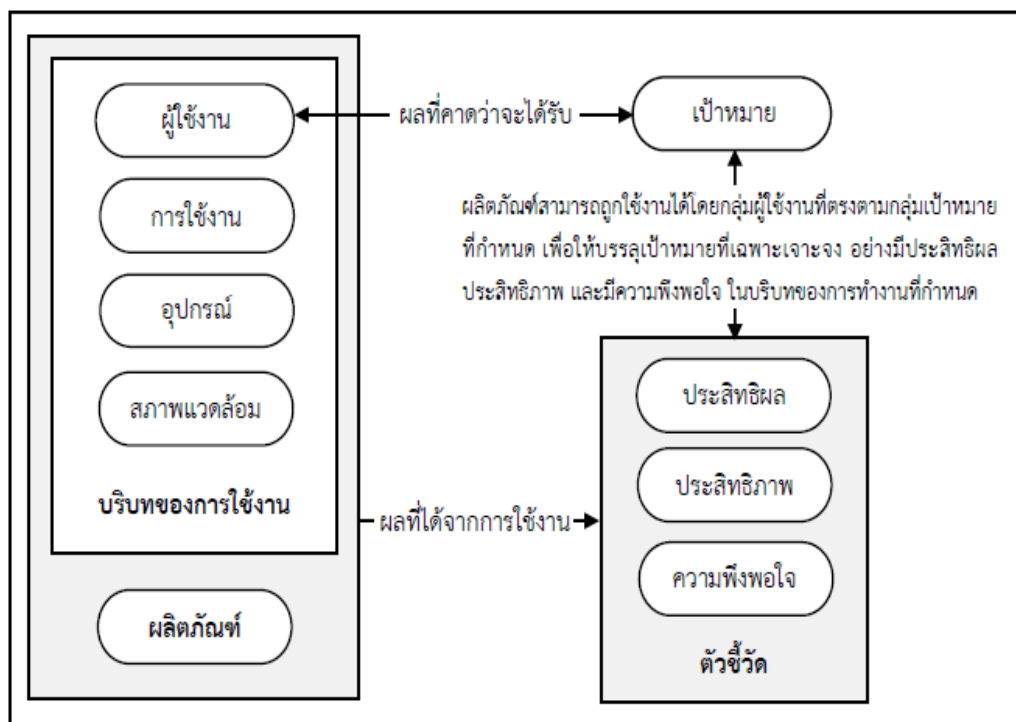 ผู้ใช้งาน
ผลที่คาดว่าจะได้รับ
เป้าหมาย
การใช้งาน
อุปกรณ์
สภาพแวดล้อม
บริบทของการใช้งาน
ผลิตภัณฑ์
ผลิตภัณฑ์สามารถถูกใช้งานได้โดยกลุ่มผู้ใช้งานที่ตรงตามกลุ่มเป้าหมาย
ที่กำหนด เพื่อให้บรรลุเป้าหมายที่เฉพาะเจาะจง อย่างมีประสิทธิผล
ประสิทธิภาพ และมีความพึงพอใจ ในบริบทของการทำงานที่กำหนด
ผลที่ได้จากการใช้งาน
ประสิทธิผล
ประสิทธิภาพ
ความพึงพอใจ
ตัวชี้วัด